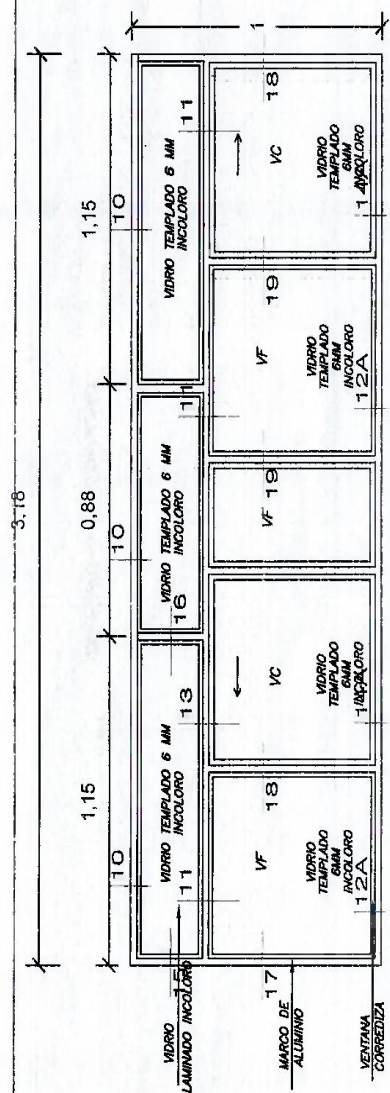 3,18
1,15
0,88
1,15
1
10
10
10
VIDRIO TEMPLADO 6 MM
INCOLORO
11
13
16
VIDRIO TEMPLADO 6 MM
INCOLORO
11
VIDRIO TEMPLADO 6 MM
INCOLORO
11
17
VF
18
VIDRIO
TEMPLADO
6MM
INCOLORO
12A
VC
VIDRIO
TEMPLADO
6MM
INCOLORO
VF
19
VF
19
VIDRIO
TEMPLADO
6MM
INCOLORO
12A
VC
18
VIDRIO
TEMPLADO
6MM
INCOLORO
VIDRIO
LAMINADO INCOLORO
15
MARCO DE
ALUMINIO
VENTANA
CORREDIZA